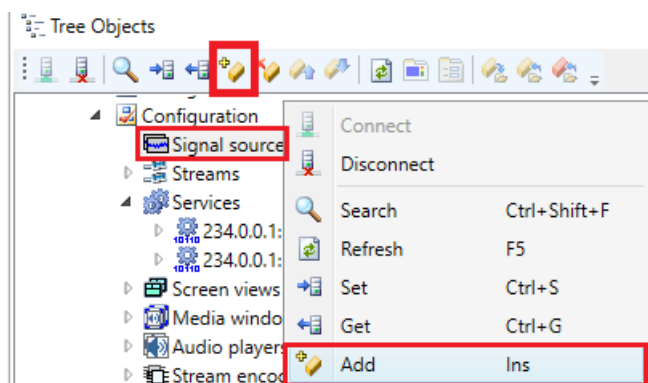 Tree Objects
Configuration
Signal source
Streams
Services
234.0.0.1:
234.0.0.1:
Screen views
Media windo
Audio players
Stream encod
Connect
Disconnect
Search Ctrl+Shift+F
Refresh F5
Set Ctrl+S
Get Ctrl+G
Add Ins